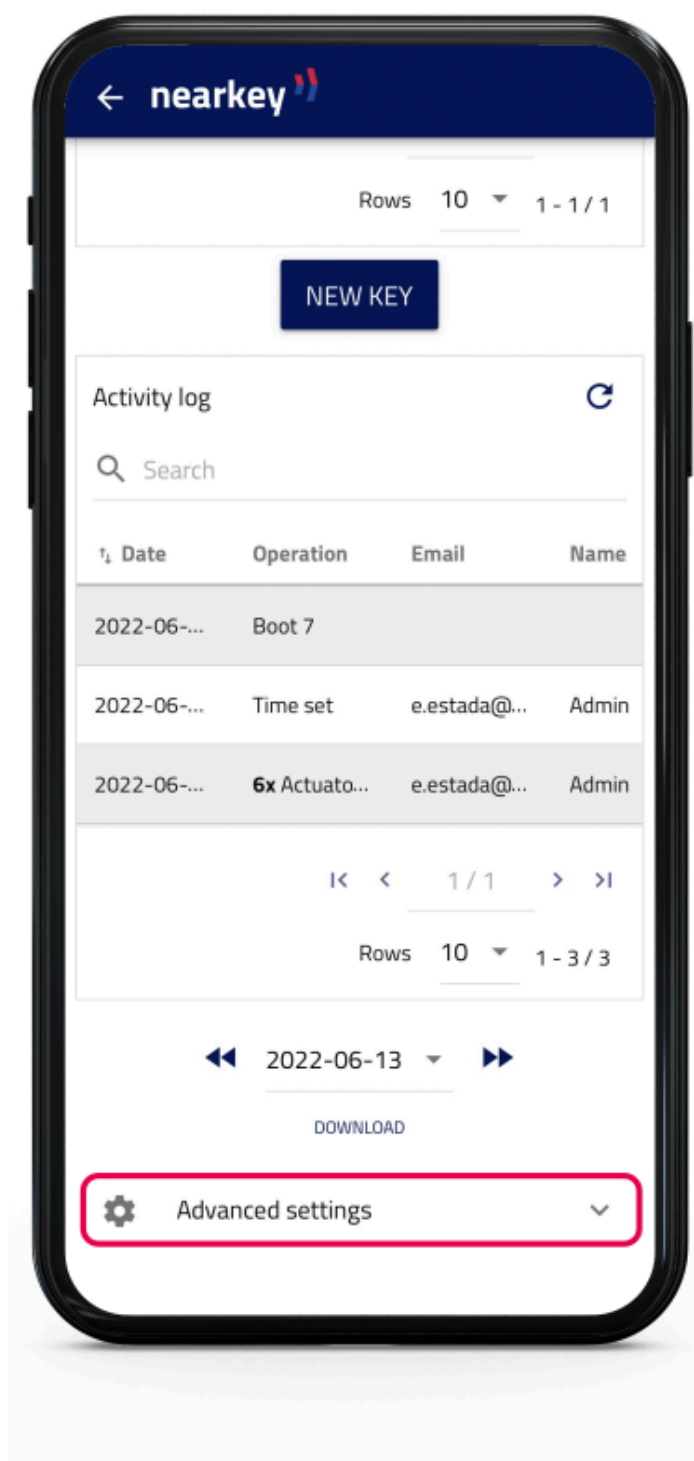 nearkey
Rows 10 1 - 1 / 1
NEW KEY
Activity log
Search
Date Operation Email Name
2022-06-... Boot 7
2022-06-... Time set e.estada@... Admin
2022-06-... 6x Actuato... e.estada@... Admin
1 / 1
Rows 10 1 - 3 / 3
2022-06-13
DOWNLOAD
Advanced settings